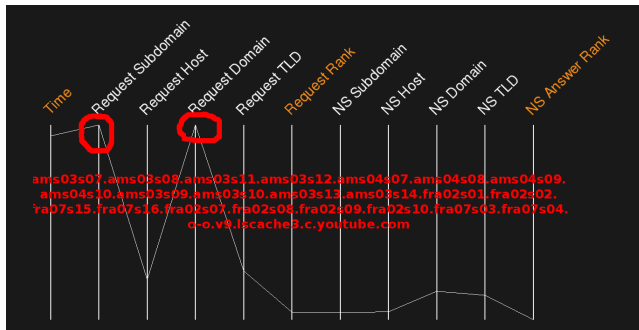 Time
Request Subdomain
Request Host
Request Domain
Request TLD
Request Rank
NS Subdomain
NS Host
NS Domain
NS TLD
NS Answer Rank
ams03s07.ams03s08.ams03s11.ams03s12.ams04s07.ams04s08.ams04s09.
ams04s10.ams03s09.ams03s10.ams03s13.ams03s14.fra02s01.fra02s02.
fra07s15.fra07s16.fra02s07.fra02s08.fra02s09.fra02s10.fra07s03.fra07s04.
o-o.v9.lscache3.c.youtube.com